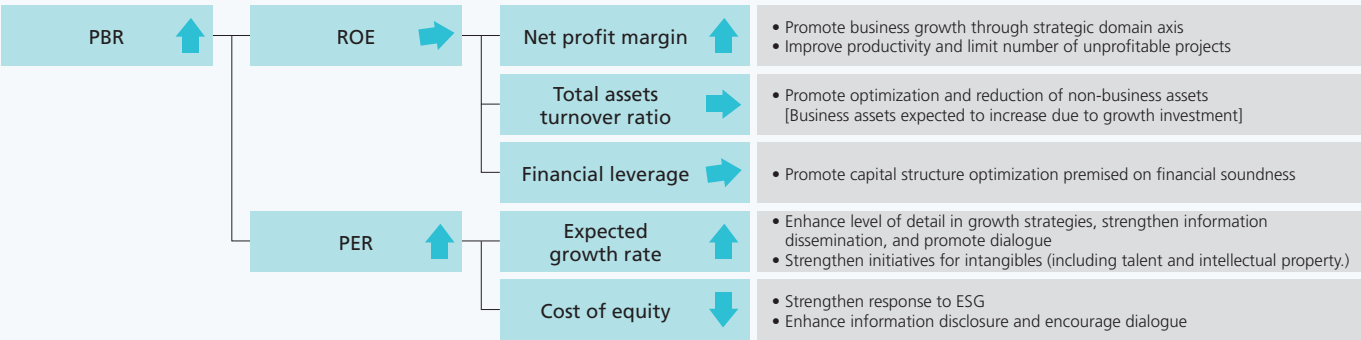 PBR
ROE
Net profit margin
• Promote business growth through strategic domain axis
• Improve productivity and limit number of unprofitable projects
Total assets
turnover ratio
• Promote optimization and reduction of non-business assets
[Business assets expected to increase due to growth investment]
Financial leverage
• Promote capital structure optimization premised on financial soundness
PER
Expected
growth rate
• Enhance level of detail in growth strategies, strengthen information
dissemination, and promote dialogue
• Strengthen initiatives for intangibles (including talent and intellectual property.)
Cost of equity
• Strengthen response to ESG
• Enhance information disclosure and encourage dialogue